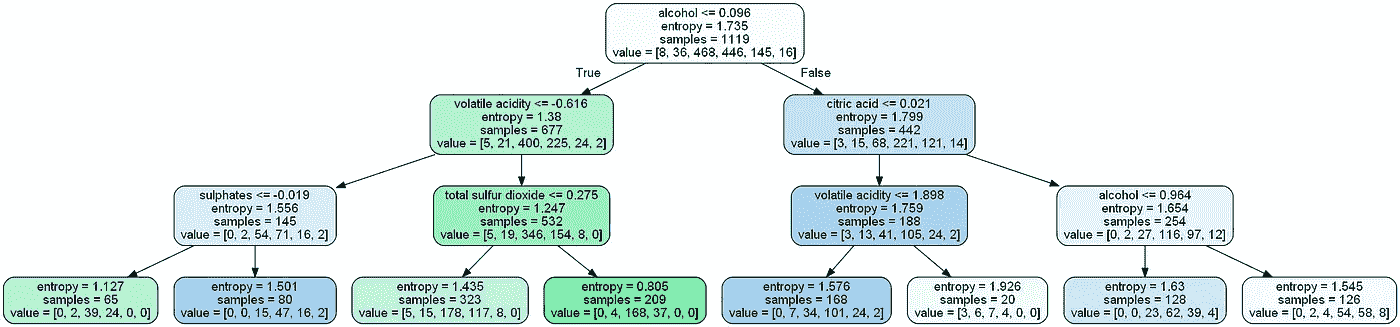 alcohol <= 0.096
entropy = 1.735
samples = 1119
value = [8, 36, 468, 446, 145, 16]
True
False
volatile acidity <= -0.616
entropy = 1.38
samples = 677
value = [5, 21, 400, 225, 24, 2]
citric acid <= 0.021
entropy = 1.799
samples = 442
value = [3, 15, 68, 221, 121, 14]
sulphates <= -0.019
entropy = 1.556
samples = 145
value = [0, 2, 54, 71, 16, 2]
total sulfur dioxide <= 0.275
entropy = 1.247
samples = 532
value = [5, 19, 346, 154, 8, 0]
volatile acidity <= 1.898
entropy = 1.759
samples = 188
value = [3, 13, 41, 105, 24, 2]
alcohol <= 0.964
entropy = 1.654
samples = 254
value = [0, 2, 27, 116, 97, 12]
entropy = 1.127
samples = 65
value = [0, 2, 39, 24, 0, 0]
entropy = 1.501
samples = 80
value = [0, 0, 15, 47, 16, 2]
entropy = 1.435
samples = 323
value = [5, 15, 178, 117, 8, 0]
entropy = 0.805
samples = 209
value = [0, 4, 168, 37, 0, 0]
entropy = 1.576
samples = 168
value = [0, 7, 34, 101, 24, 2]
entropy = 1.926
samples = 20
value = [3, 6, 7, 4, 0, 0]
entropy = 1.63
samples = 128
value = [0, 0, 23, 62, 39, 4]
entropy = 1.545
samples = 126
value = [0, 2, 4, 54, 58, 8]